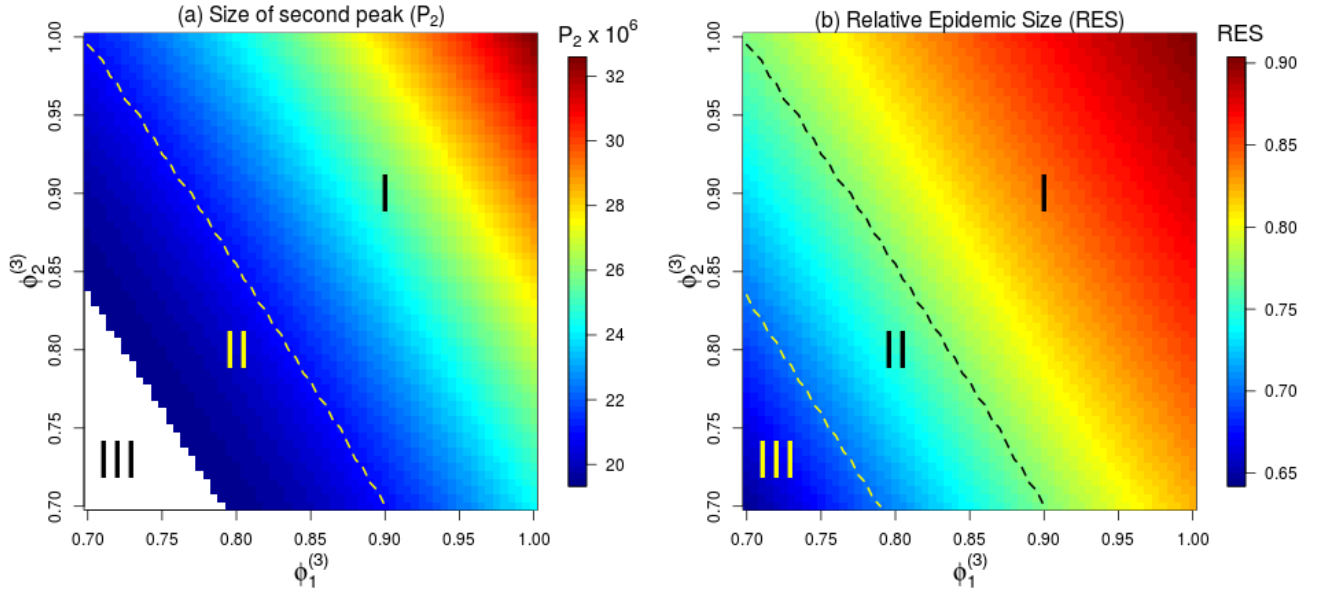 (a) Size of second peak (P₂)
P₂ x 10⁶
1.00
0.95
0.90
0.85
0.80
0.75
0.70
ϕ₂⁽³⁾
I
II
III
0.70 0.75 0.80 0.85 0.90 0.95 1.00
ϕ₁⁽³⁾
32
30
28
26
24
22
20
(b) Relative Epidemic Size (RES)
RES
1.00
0.95
0.90
0.85
0.80
0.75
0.70
ϕ₂⁽³⁾
I
II
III
0.70 0.75 0.80 0.85 0.90 0.95 1.00
ϕ₁⁽³⁾
0.90
0.85
0.80
0.75
0.70
0.65